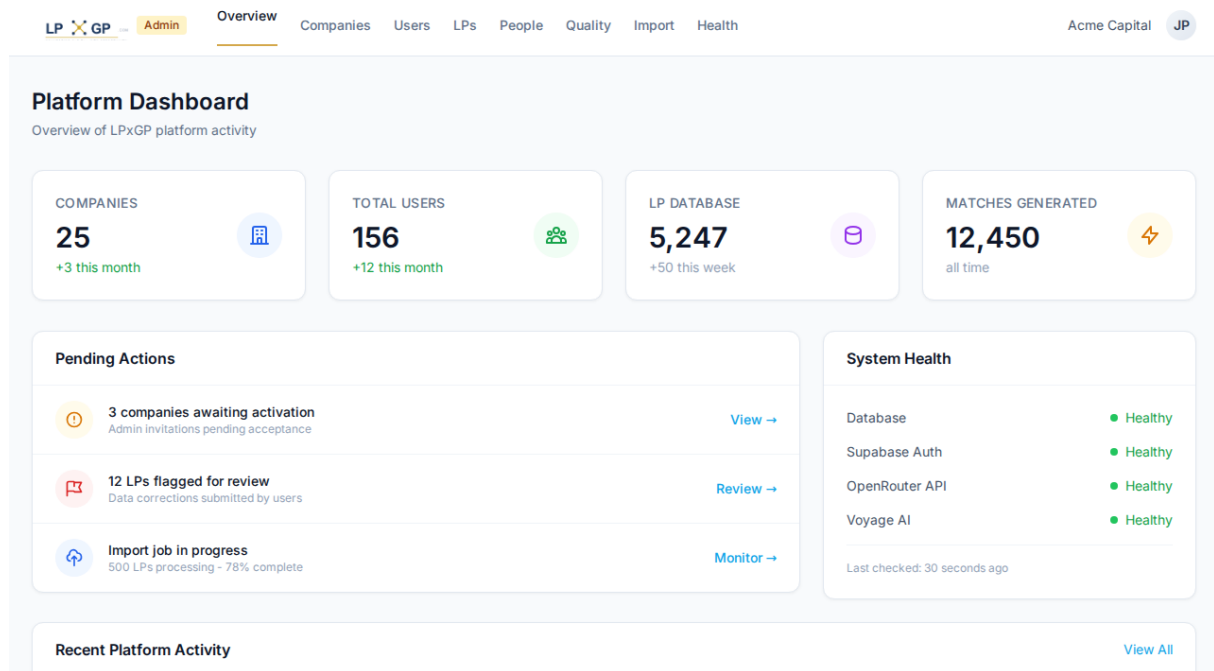 LP GP Admin Overview Companies Users LPs People Quality Import Health Acme Capital JP
Platform Dashboard
Overview of LPxGP platform activity
COMPANIES
25
+3 this month
TOTAL USERS
156
+12 this month
LP DATABASE
5,247
+50 this week
MATCHES GENERATED
12,450
all time
Pending Actions
3 companies awaiting activation
Admin invitations pending acceptance
View →
12 LPs flagged for review
Data corrections submitted by users
Review →
Import job in progress
500 LPs processing - 78% complete
Monitor →
System Health
Database Healthy
Supabase Auth Healthy
OpenRouter API Healthy
Voyage AI Healthy
Last checked: 30 seconds ago
Recent Platform Activity View All